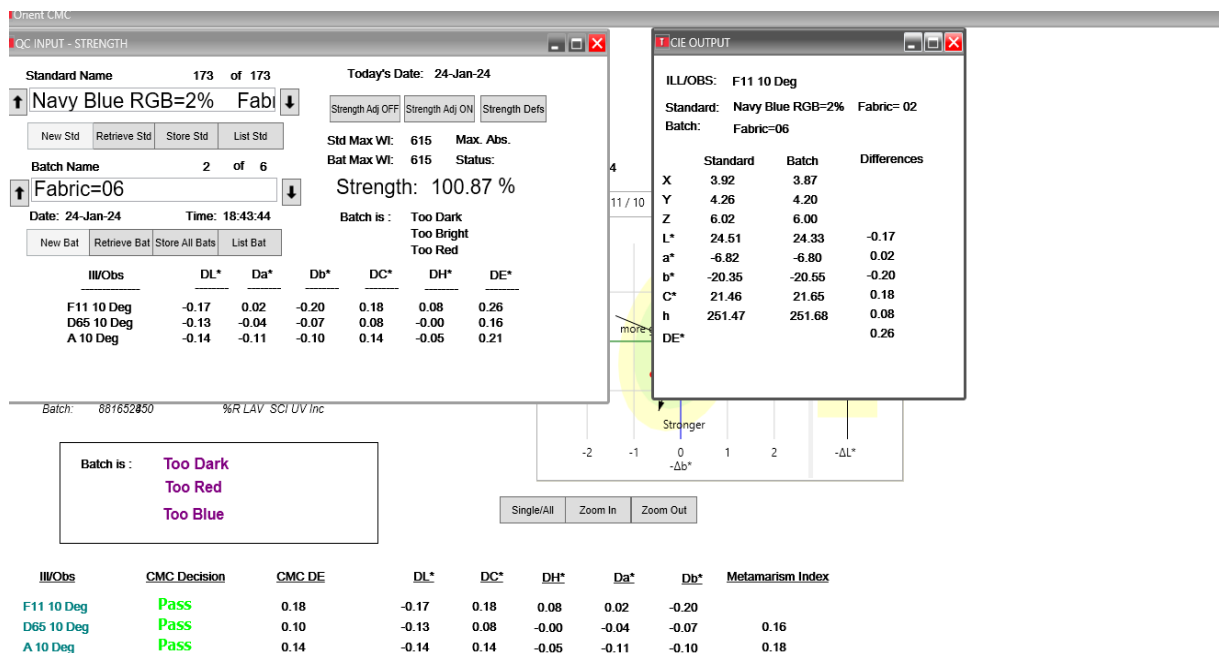 Orient CMC
QC INPUT - STRENGTH
Standard Name 173 of 173
Today's Date: 24-Jan-24
Navy Blue RGB=2% Fabri
Strength Adj OFF Strength Adj ON Strength Defs
New Std Retrieve Std Store Std List Std
Std Max Wl: 615 Max. Abs.
Bat Max Wl: 615 Status:
Batch Name 2 of 6
Fabric=06
Strength: 100.87 %
Date: 24-Jan-24 Time: 18:43:44
Batch is : Too Dark
Too Bright
Too Red
New Bat Retrieve Bat Store All Bats List Bat
Ill/Obs DL* Da* Db* DC* DH* DE*
F11 10 Deg -0.17 0.02 -0.20 0.18 0.08 0.26
D65 10 Deg -0.13 -0.04 -0.07 0.08 -0.00 0.16
A 10 Deg -0.14 -0.11 -0.10 0.14 -0.05 0.21
T CIE OUTPUT
ILL/OBS: F11 10 Deg
Standard: Navy Blue RGB=2% Fabric= 02
Batch: Fabric=06
Standard Batch Differences
X 3.92 3.87
Y 4.26 4.20
Z 6.02 6.00
L* 24.51 24.33 -0.17
a* -6.82 -6.80 0.02
b* -20.35 -20.55 -0.20
C* 21.46 21.65 0.18
h 251.47 251.68 0.08
DE* 0.26
4
11 / 10
more g
Stronger
-2 -1 0 1 2
-Δb*
-ΔL*
Batch: %R LAV SCI UV Inc
Batch is : Too Dark
Too Red
Too Blue
Single/All Zoom In Zoom Out
Ill/Obs CMC Decision CMC DE DL* DC* DH* Da* Db* Metamarism Index
F11 10 Deg Pass 0.18 -0.17 0.18 0.08 0.02 -0.20
D65 10 Deg Pass 0.10 -0.13 0.08 -0.00 -0.04 -0.07 0.16
A 10 Deg Pass 0.14 -0.14 0.14 -0.05 -0.11 -0.10 0.18